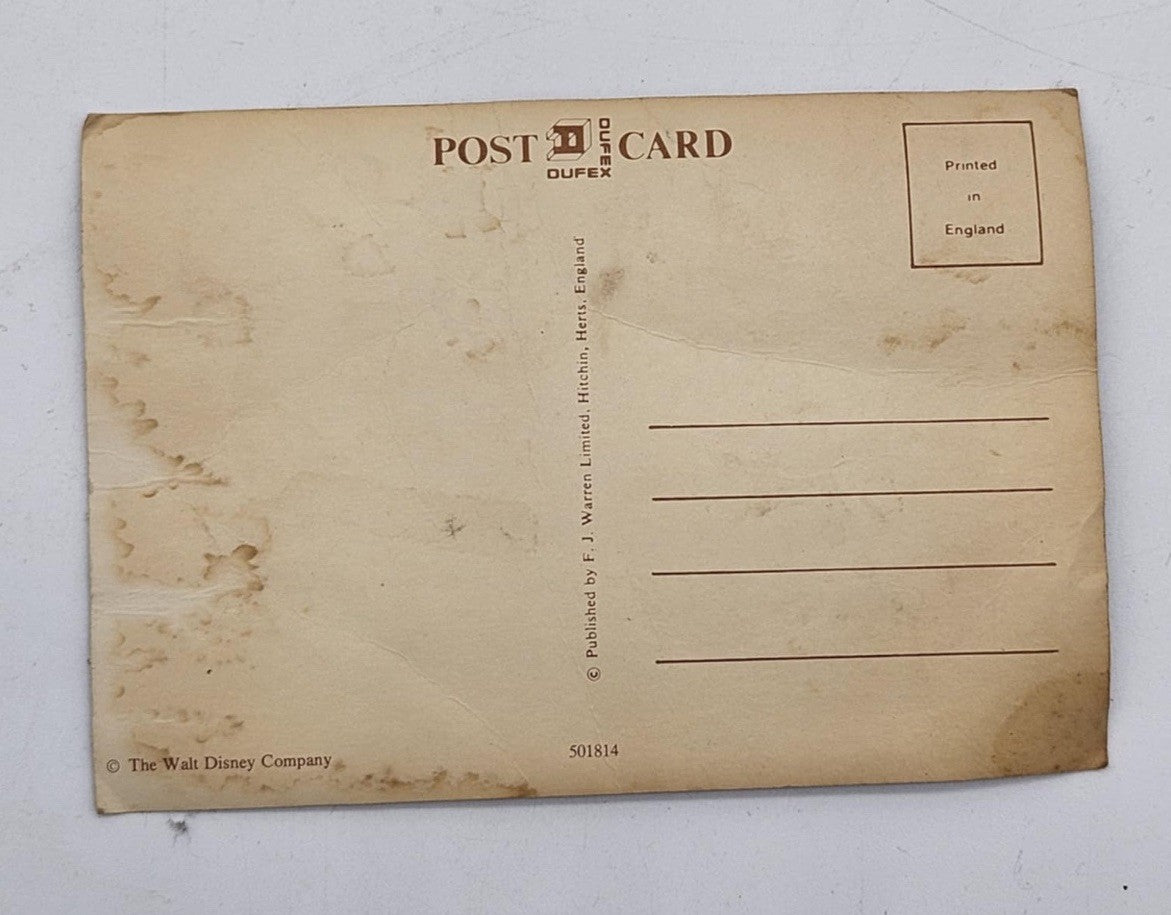 POST DUFEX DUFEX CARD
Printed
in
England
© Published by F. J. Warren Limited, Hitchin, Herts, England
© The Walt Disney Company
501814